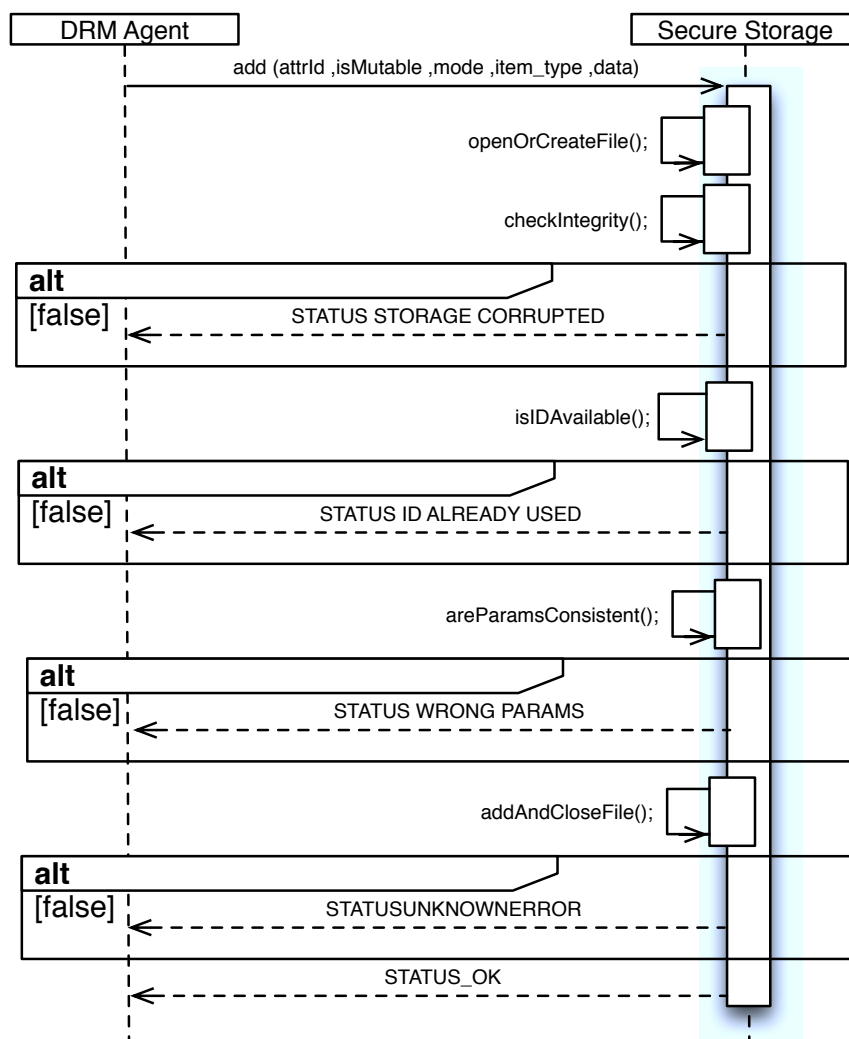 DRM Agent
Secure Storage
add (attrId ,isMutable ,mode ,item_type ,data)
openOrCreateFile();
checkIntegrity();
alt
[false]
STATUS STORAGE CORRUPTED
isIDAvailable();
alt
[false]
STATUS ID ALREADY USED
areParamsConsistent();
alt
[false]
STATUS WRONG PARAMS
addAndCloseFile();
alt
[false]
STATUSUNKNOWNERROR
STATUS_OK